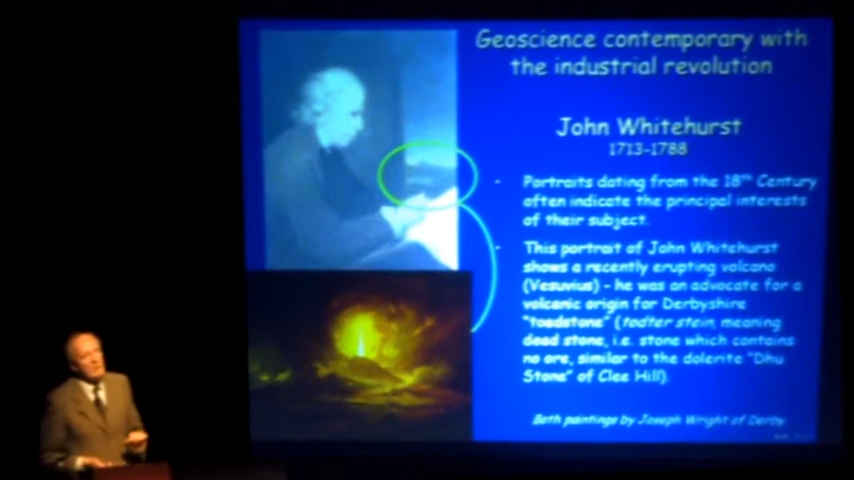 Geoscience contemporary with
the industrial revolution
John Whitehurst
1713-1788
- Portraits dating from the 18th Century
often indicate the principal interests
of their subject.
- This portrait of John Whitehurst
shows a recently erupting volcano
(Vesuvius) - he was an advocate for a
volcanic origin for Derbyshire
"toadstone" (todter stein, meaning
dead stone, i.e. stone which contains
no ore, similar to the dolerite "Dhu
Stone" of Clee Hill).
Both paintings by Joseph Wright of Derby.